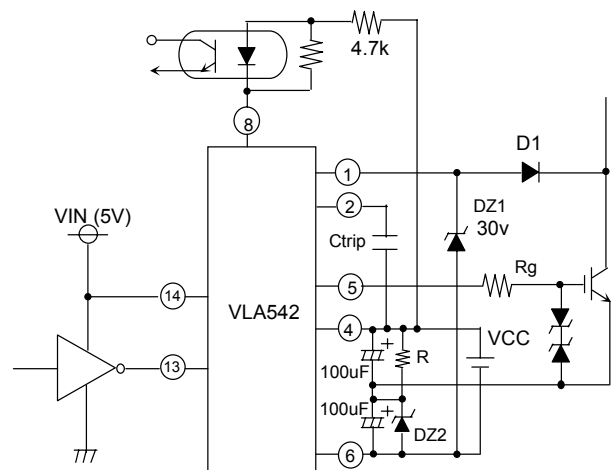 4.7k
8
D1
1
VIN (5V)
2
DZ1
30v
Ctrip
Rg
14
5
VLA542
4
VCC
+
R
100uF
13
100uF
+
DZ2
6